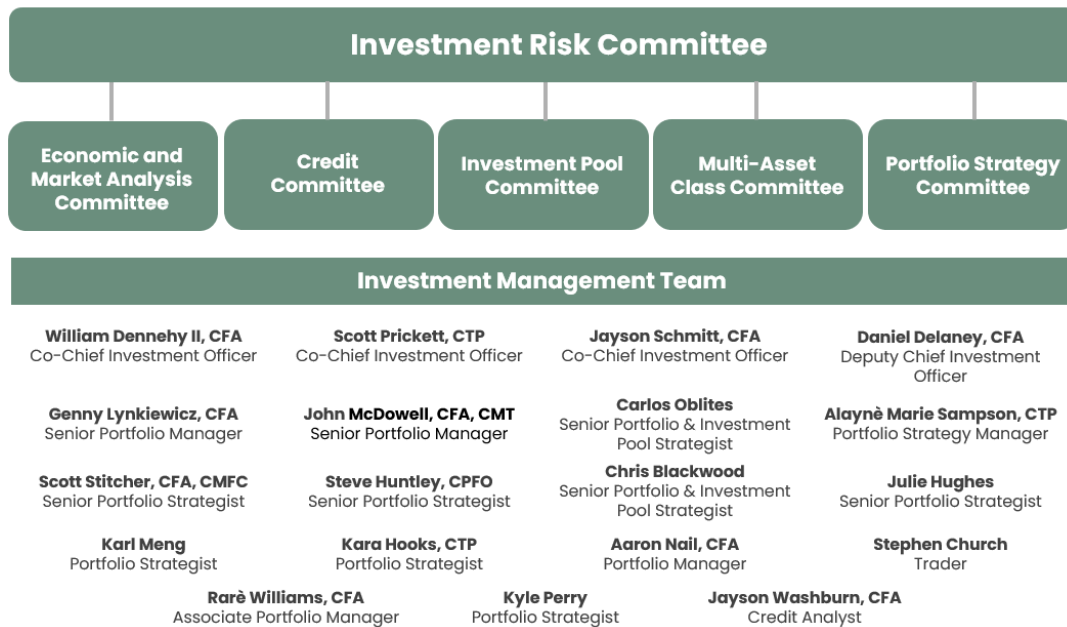 Investment Risk Committee
Economic and
Market Analysis
Committee
Credit
Committee
Investment Pool
Committee
Multi-Asset
Class Committee
Portfolio Strategy
Committee
Investment Management Team
William Dennehy II, CFA
Co-Chief Investment Officer
Scott Prickett, CTP
Co-Chief Investment Officer
Jayson Schmitt, CFA
Co-Chief Investment Officer
Daniel Delaney, CFA
Deputy Chief Investment
Officer
Genny Lynkiewicz, CFA
Senior Portfolio Manager
John McDowell, CFA, CMT
Senior Portfolio Manager
Carlos Oblites
Senior Portfolio & Investment
Pool Strategist
Alaynè Marie Sampson, CTP
Portfolio Strategy Manager
Scott Stitcher, CFA, CMFC
Senior Portfolio Strategist
Steve Huntley, CPFO
Senior Portfolio Strategist
Chris Blackwood
Senior Portfolio & Investment
Pool Strategist
Julie Hughes
Senior Portfolio Strategist
Karl Meng
Portfolio Strategist
Kara Hooks, CTP
Portfolio Strategist
Aaron Nail, CFA
Portfolio Manager
Stephen Church
Trader
Rarè Williams, CFA
Associate Portfolio Manager
Kyle Perry
Portfolio Strategist
Jayson Washburn, CFA
Credit Analyst